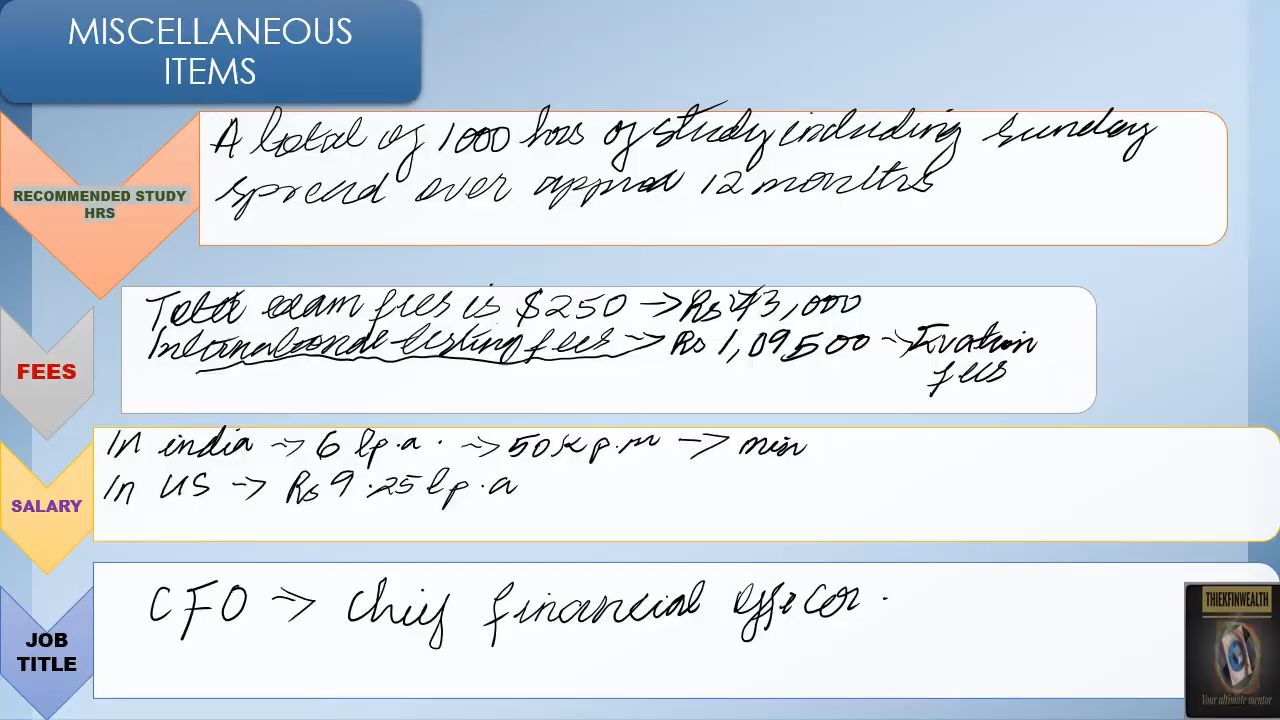 MISCELLANEOUS
ITEMS
RECOMMENDED STUDY
HRS
A total of 1000 hrs of study including sunday
spread over approx 12 months
FEES
Total exam fees is $250 → Rs 73,000
International testing fees → Rs 1,09,500 → Tuation
fees
SALARY
In india → 6 lp.a. → 50K p.m → min
In US → Rs 9.25 lp.a
JOB
TITLE
CFO → Chief financial officer.
THIEKFINWEALTH
Your ultimate mentor